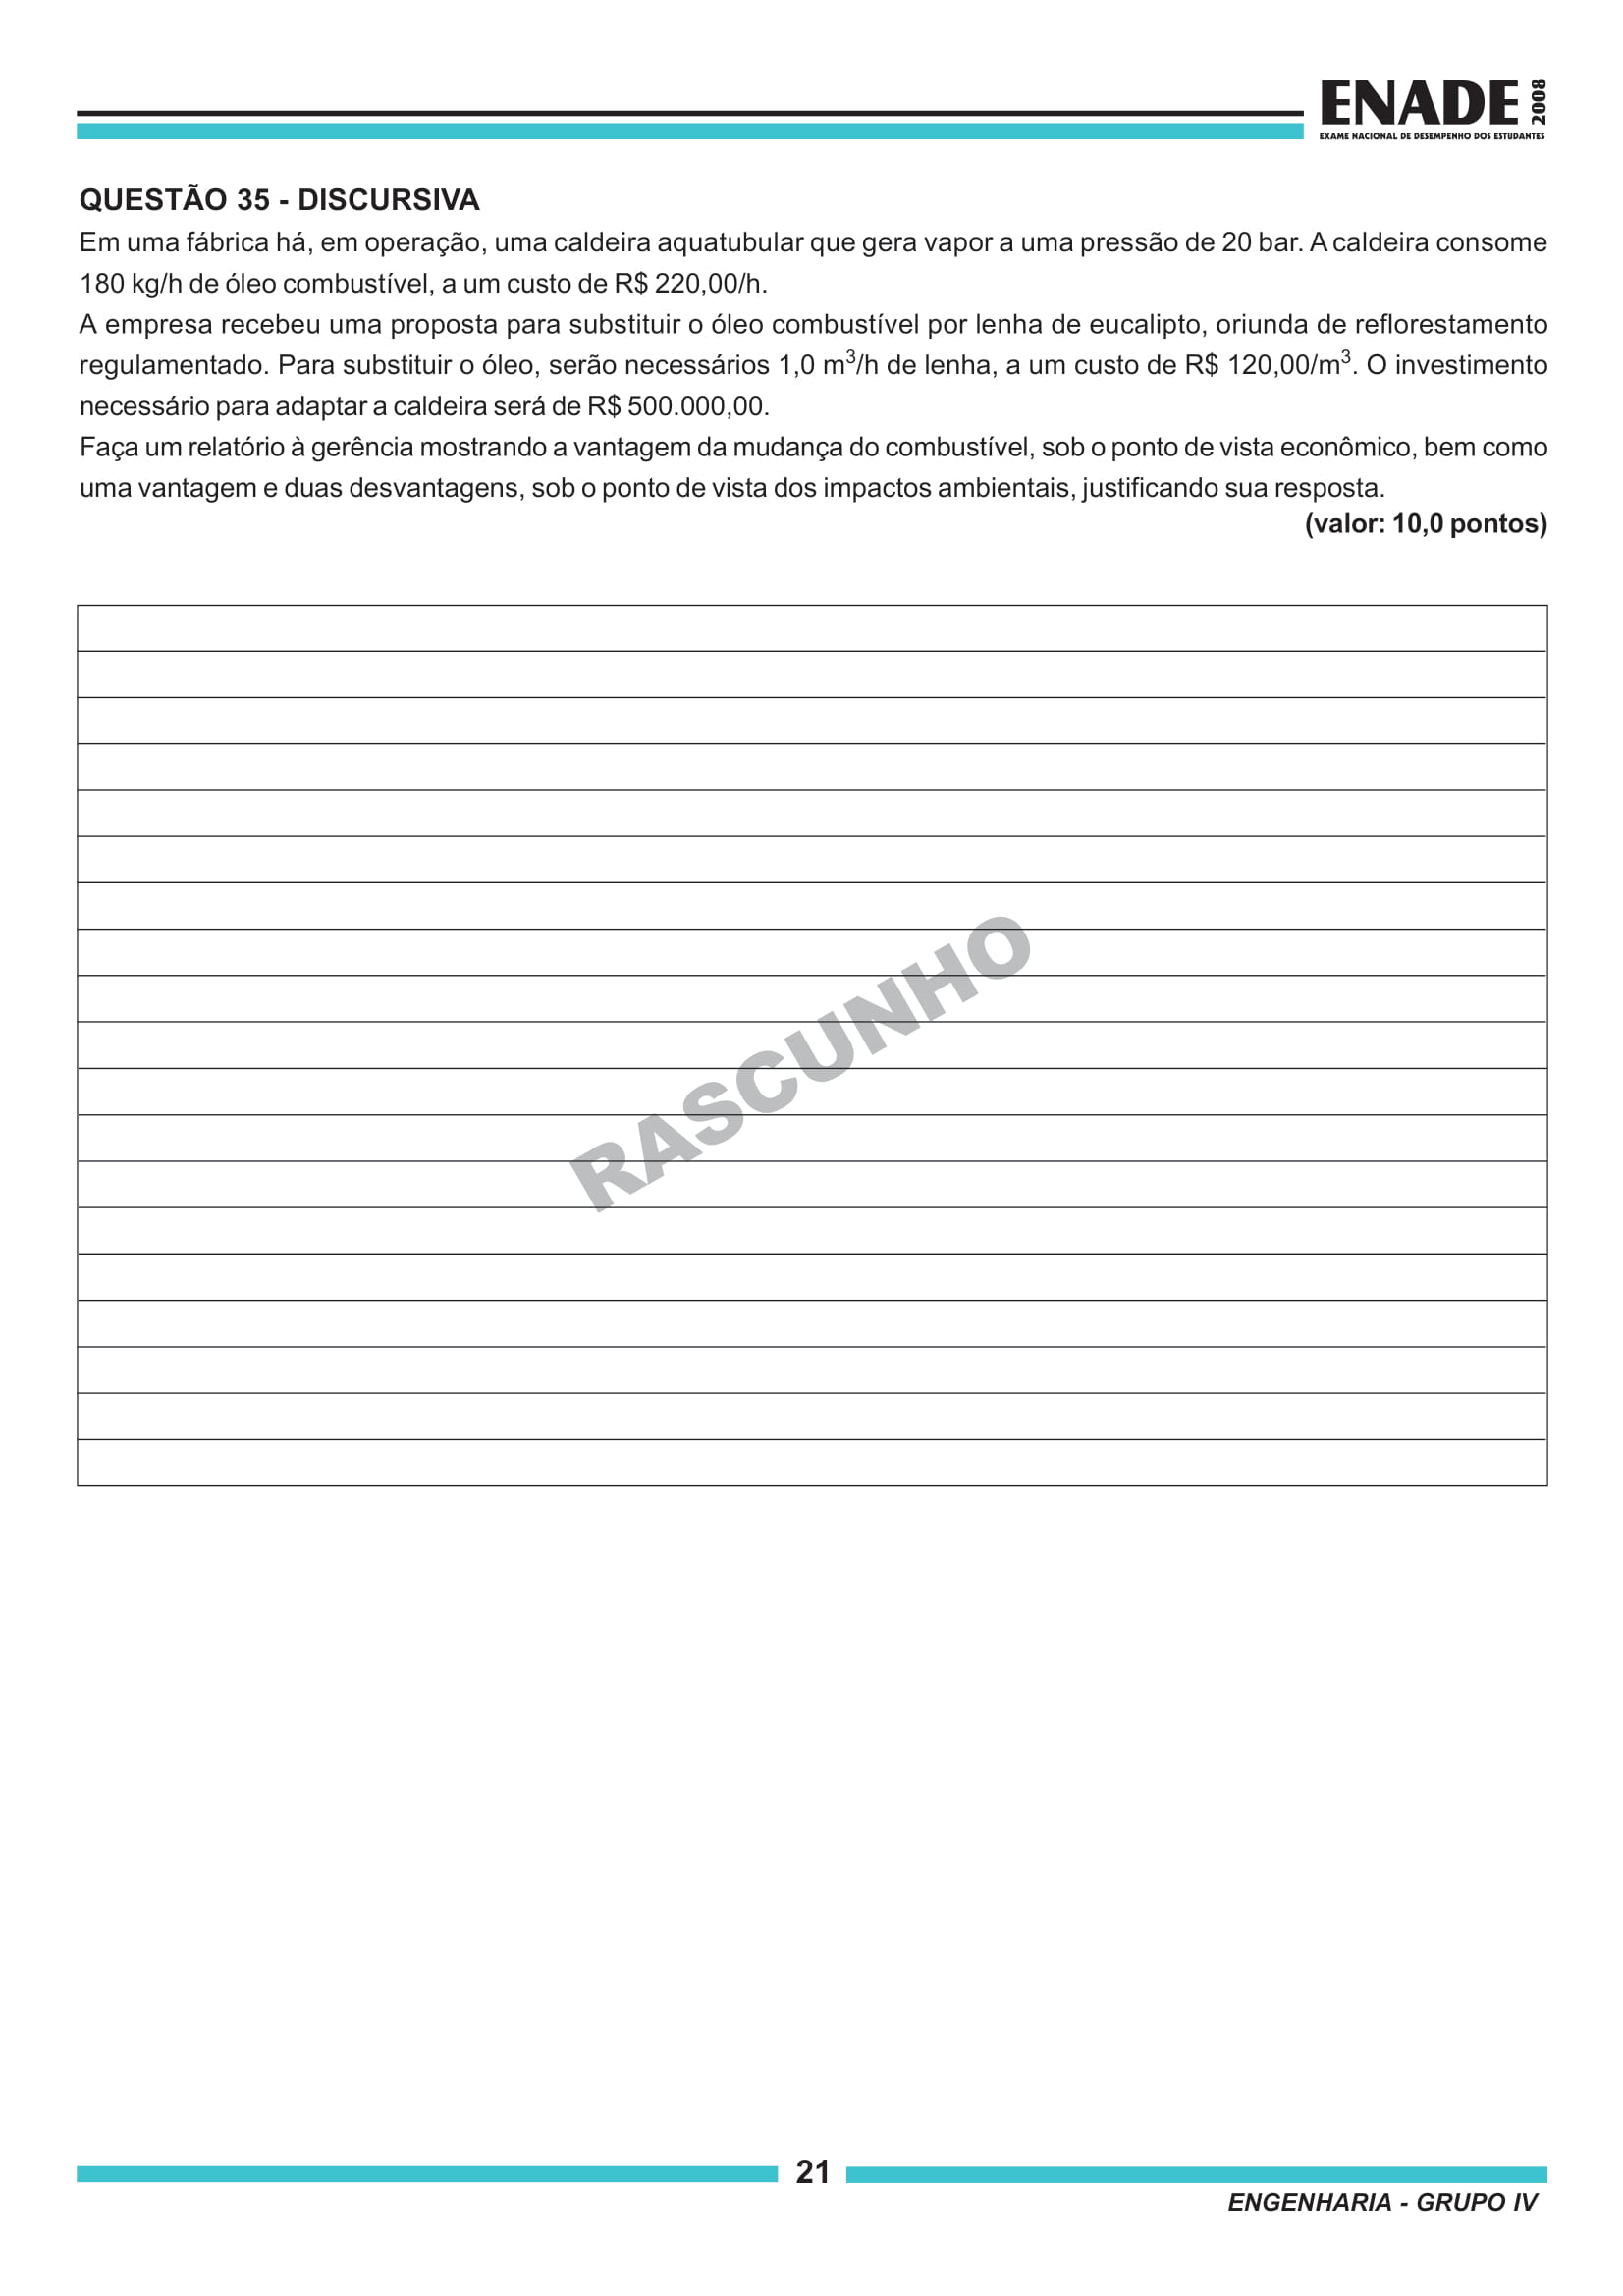 ENADE 2008
EXAME NACIONAL DE DESEMPENHO DOS ESTUDANTES
QUESTÃO 35 - DISCURSIVA
Em uma fábrica há, em operação, uma caldeira aquatubular que gera vapor a uma pressão de 20 bar. A caldeira consome
180 kg/h de óleo combustível, a um custo de R$ 220,00/h.
A empresa recebeu uma proposta para substituir o óleo combustível por lenha de eucalipto, oriunda de reflorestamento
regulamentado. Para substituir o óleo, serão necessários 1,0 m³/h de lenha, a um custo de R$ 120,00/m³. O investimento
necessário para adaptar a caldeira será de R$ 500.000,00.
Faça um relatório à gerência mostrando a vantagem da mudança do combustível, sob o ponto de vista econômico, bem como
uma vantagem e duas desvantagens, sob o ponto de vista dos impactos ambientais, justificando sua resposta.
(valor: 10,0 pontos)
RASCUNHO
21
ENGENHARIA - GRUPO IV